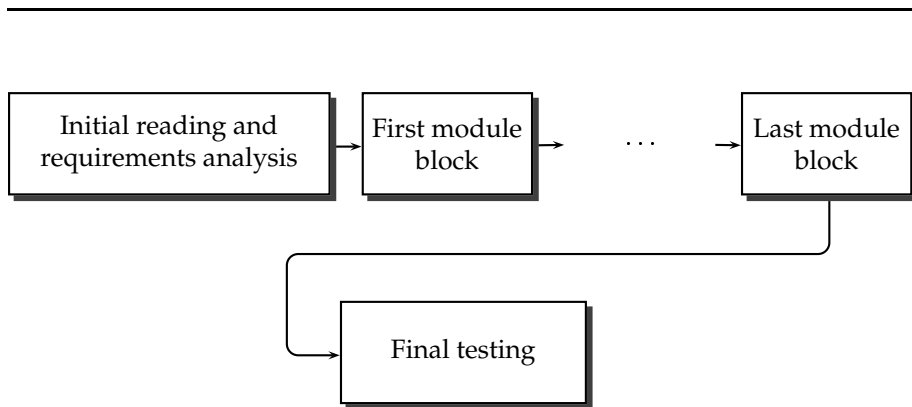 Initial reading and
requirements analysis
First module
block
. . .
Last module
block
Final testing